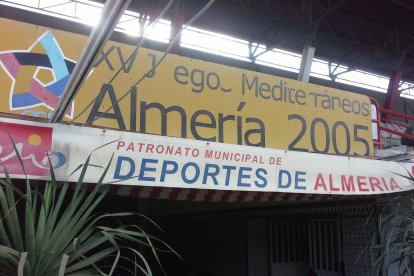 XV Juegos Mediterráneos
Almería 2005
PATRONATO MUNICIPAL DE
DEPORTES DE ALMERIA